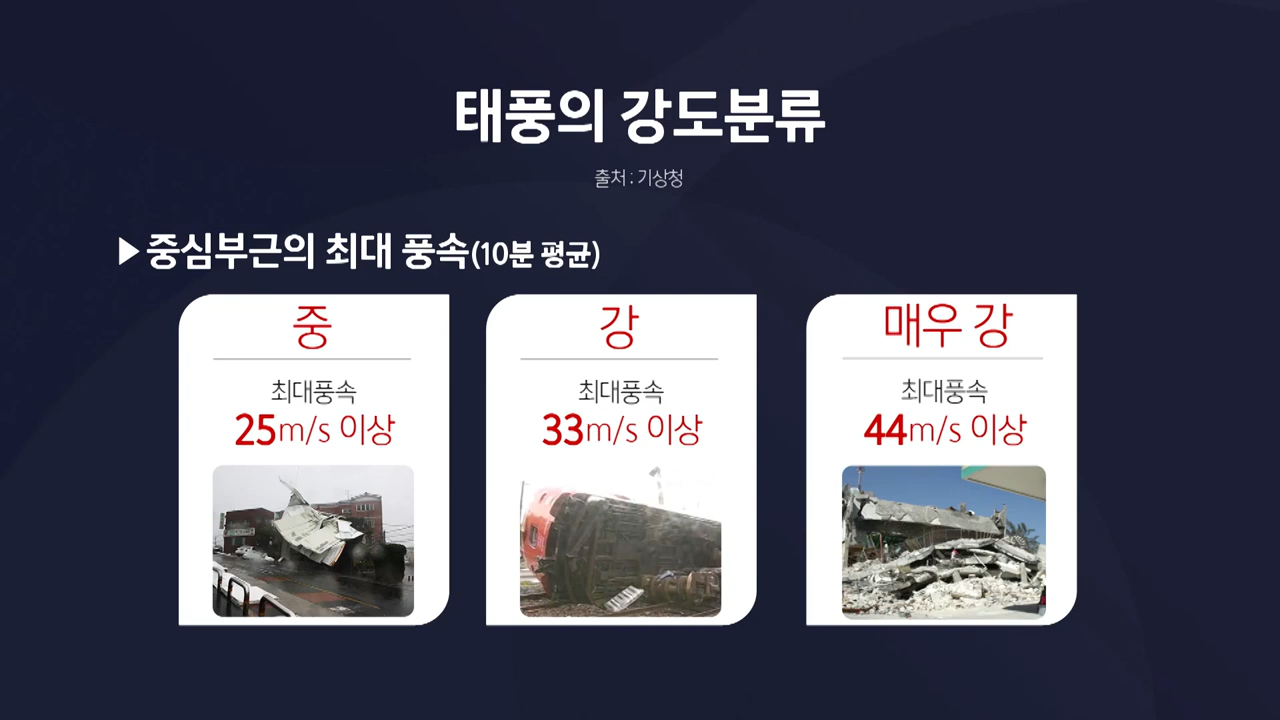 태풍의 강도분류
출처 : 기상청
▶중심부근의 최대 풍속(10분 평균)
중
최대풍속
25m/s 이상
강
최대풍속
33m/s 이상
매우 강
최대풍속
44m/s 이상